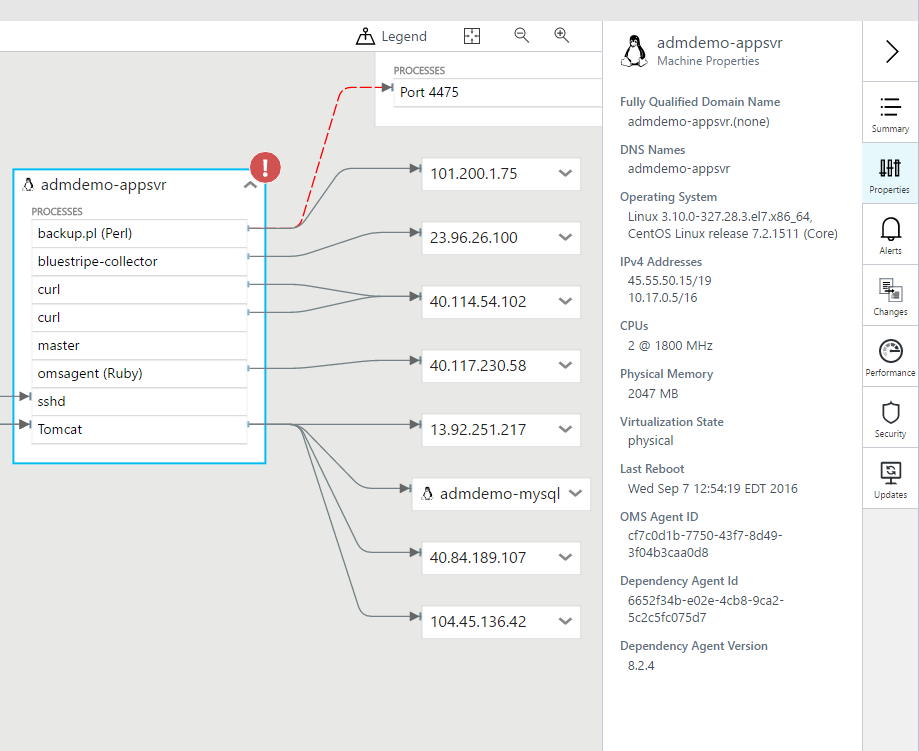 Legend
PROCESSES
Port 4475
!
admdemo-appsvr
PROCESSES
backup.pl (Perl)
bluestripe-collector
curl
curl
master
omsagent (Ruby)
sshd
Tomcat
101.200.1.75
23.96.26.100
40.114.54.102
40.117.230.58
13.92.251.217
admdemo-mysql
40.84.189.107
104.45.136.42
admdemo-appsvr
Machine Properties
Fully Qualified Domain Name
admdemo-appsvr.(none)
DNS Names
admdemo-appsvr
Operating System
Linux 3.10.0-327.28.3.el7.x86_64,
CentOS Linux release 7.2.1511 (Core)
IPv4 Addresses
45.55.50.15/19
10.17.0.5/16
CPUs
2 @ 1800 MHz
Physical Memory
2047 MB
Virtualization State
physical
Last Reboot
Wed Sep 7 12:54:19 EDT 2016
OMS Agent ID
cf7c0d1b-7750-43f7-8d49-
3f04b3caa0d8
Dependency Agent Id
6652f34b-e02e-4cb8-9ca2-
5c2c5fc075d7
Dependency Agent Version
8.2.4
Summary
Properties
Alerts
Changes
Performance
Security
Updates